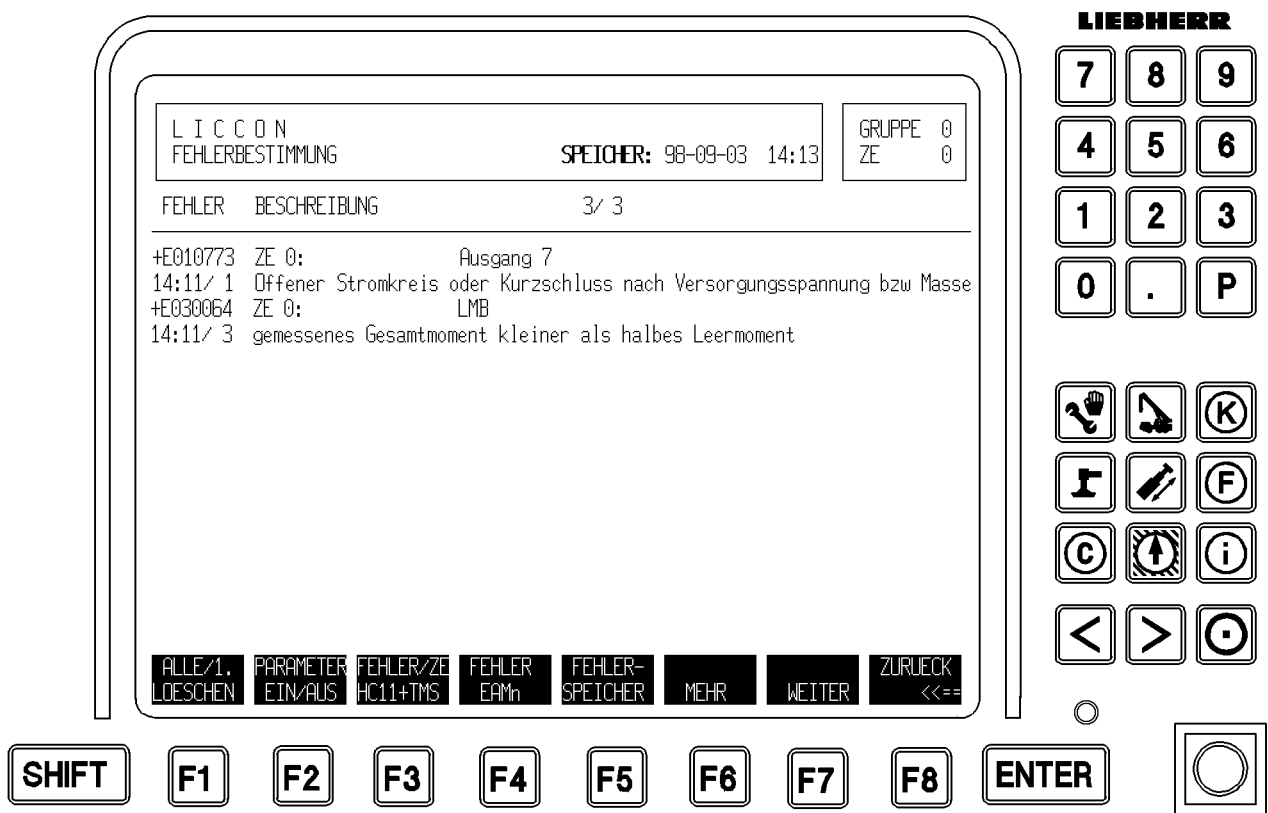 LIEBHERR
LICCON
FEHLERBESTIMMUNG SPEICHER: 98-09-03 14:13
GRUPPE 0
ZE 0
FEHLER BESCHREIBUNG 3/ 3
+E010773 ZE 0: Ausgang 7
14:11/ 1 Offener Stromkreis oder Kurzschluss nach Versorgungsspannung bzw Masse
+E030064 ZE 0: LMB
14:11/ 3 gemessenes Gesamtmoment kleiner als halbes Leermoment
ALLE/1. PARAMETER FEHLER/ZE FEHLER FEHLER- ZURUECK
LOESCHEN EIN/AUS HC11+TMS EAMn SPEICHER MEHR WEITER <<==
7 8 9
4 5 6
1 2 3
0 . P
K
F
C i
< >
SHIFT F1 F2 F3 F4 F5 F6 F7 F8 ENTER